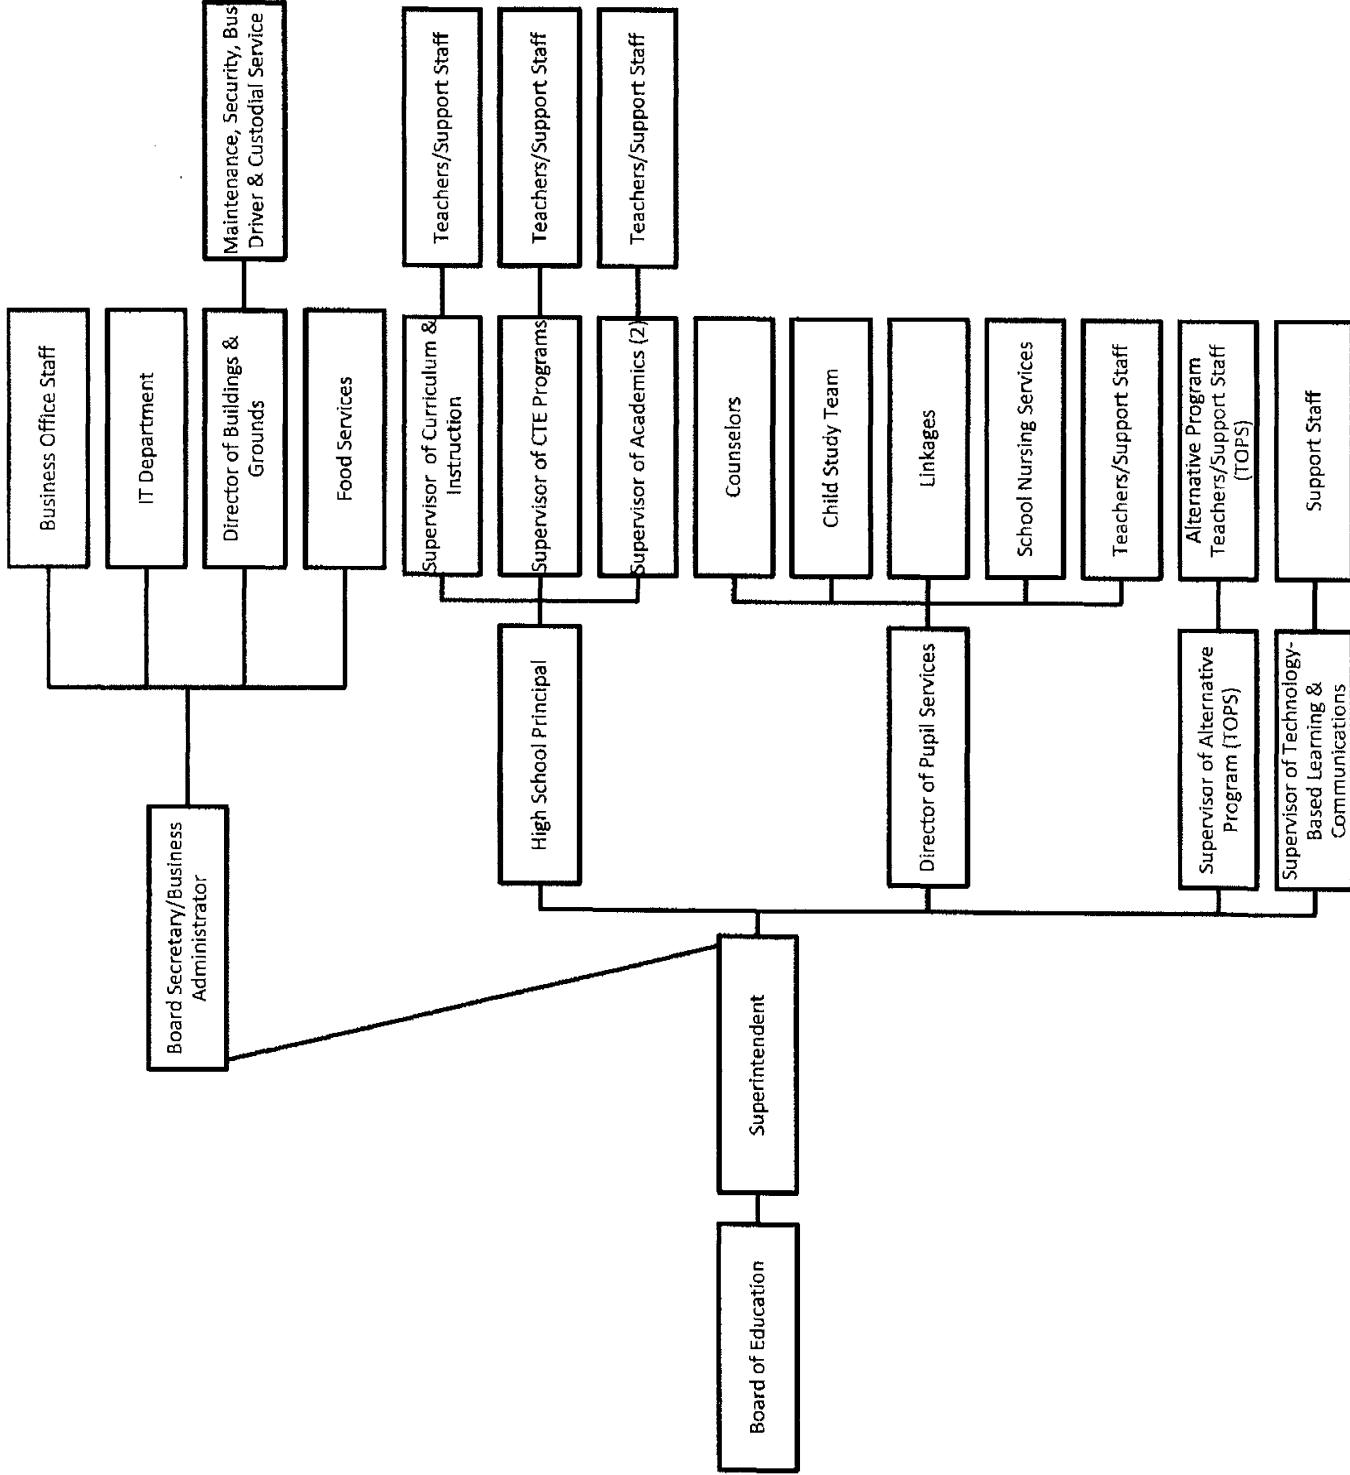 Board of Education
Superintendent
Board Secretary/Business
Administrator
Business Office Staff
IT Department
Director of Buildings &
Grounds
Maintenance, Security, Bus
Driver & Custodial Service
Food Services
High School Principal
Supervisor of Curriculum &
Instruction
Teachers/Support Staff
Supervisor of CTE Programs
Teachers/Support Staff
Supervisor of Academics (2)
Teachers/Support Staff
Director of Pupil Services
Counselors
Child Study Team
Linkages
School Nursing Services
Teachers/Support Staff
Supervisor of Alternative
Program (TOPS)
Alternative Program
Teachers/Support Staff
(TOPS)
Supervisor of Technology-
Based Learning &
Communications
Support Staff